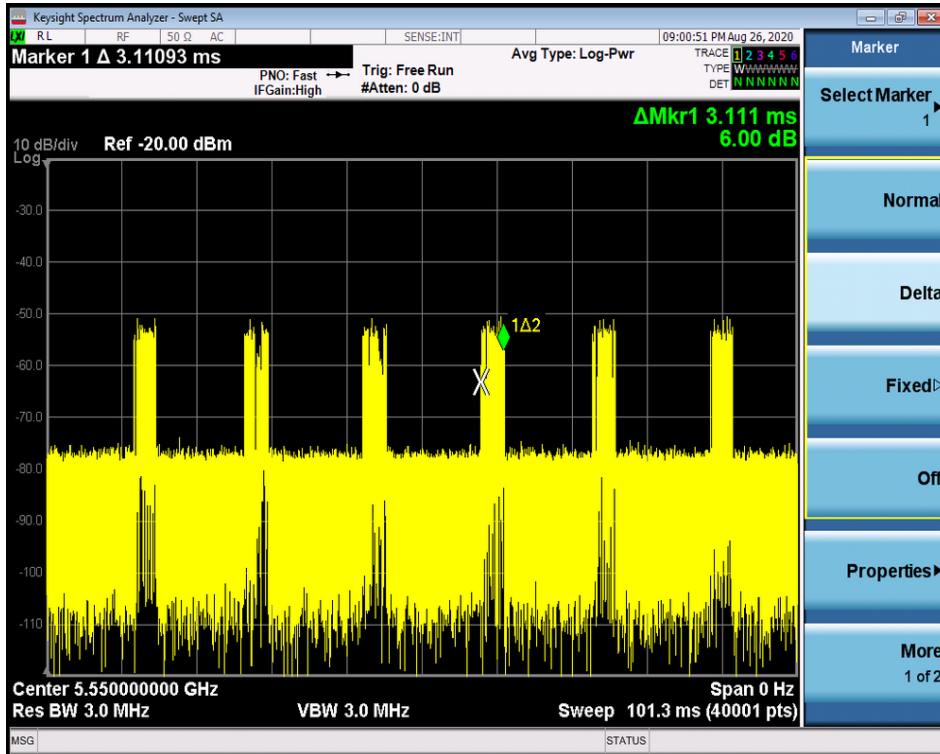 Keysight Spectrum Analyzer - Swept SA
LXI RL RF 50 Ω AC SENSE:INT 09:00:51 PM Aug 26, 2020
Marker 1 Δ 3.11093 ms
PNO: Fast
IFGain:High
Trig: Free Run
#Atten: 0 dB
Avg Type: Log-Pwr
TRACE 1 2 3 4 5 6
TYPE WWWWWW
DET N N N N N N
ΔMkr1 3.111 ms
6.00 dB
10 dB/div
Log
Ref -20.00 dBm
-30.0
-40.0
-50.0
1Δ2
-60.0
-70.0
-80.0
-90.0
-100
-110
Center 5.550000000 GHz
Span 0 Hz
Res BW 3.0 MHz
VBW 3.0 MHz
Sweep 101.3 ms (40001 pts)
MSG
STATUS
Marker
Select Marker
1
Normal
Delta
Fixed
Off
Properties
More
1 of 2